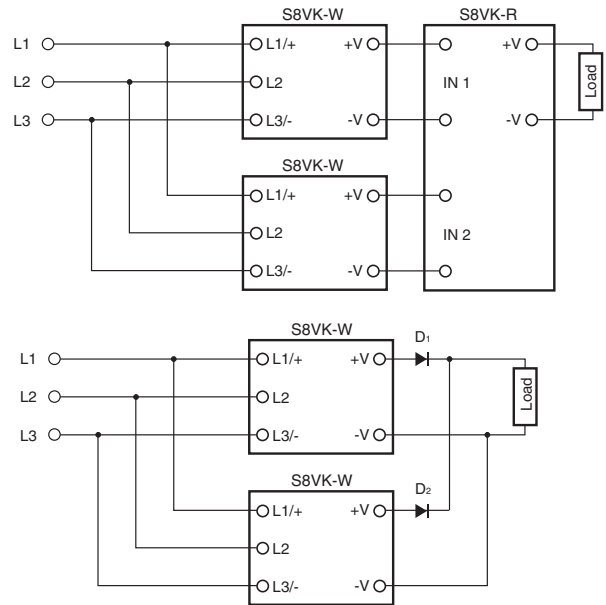 S8VK-W S8VK-R
L1 L1/+ +V +V
L2 L2 IN 1 Load
L3 L3/- -V -V
S8VK-W
L1/+ +V
L2 IN 2
L3/- -V
S8VK-W D1
L1 L1/+ +V
L2 L2 Load
L3 L3/- -V
S8VK-W D2
L1/+ +V
L2
L3/- -V